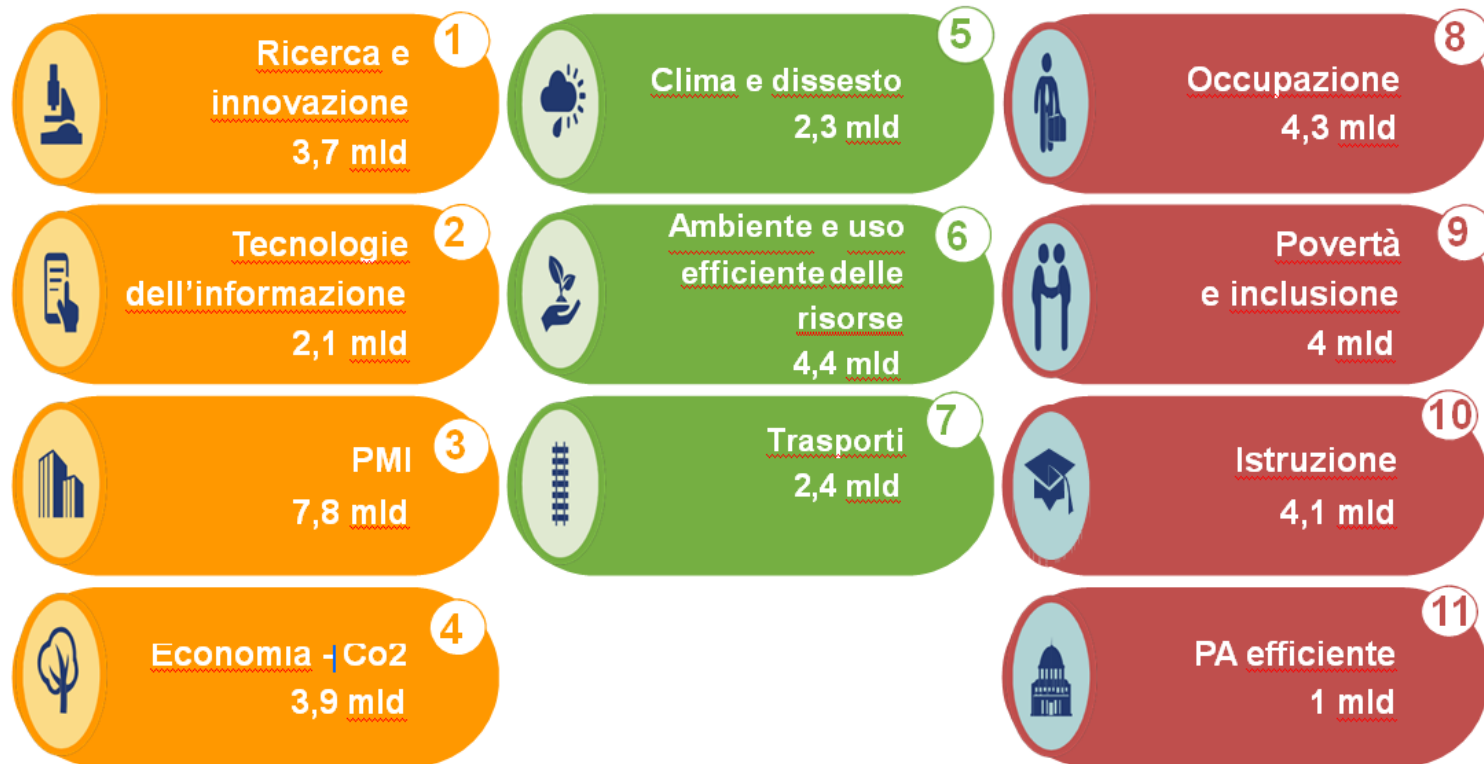 1
Ricerca e
innovazione
3,7 mld
2
Tecnologie
dell'informazione
2,1 mld
3
PMI
7,8 mld
4
Economia - Co2
3,9 mld
5
Clima e dissesto
2,3 mld
6
Ambiente e uso
efficiente delle
risorse
4,4 mld
7
Trasporti
2,4 mld
8
Occupazione
4,3 mld
9
Povertà
e inclusione
4 mld
10
Istruzione
4,1 mld
11
PA efficiente
1 mld